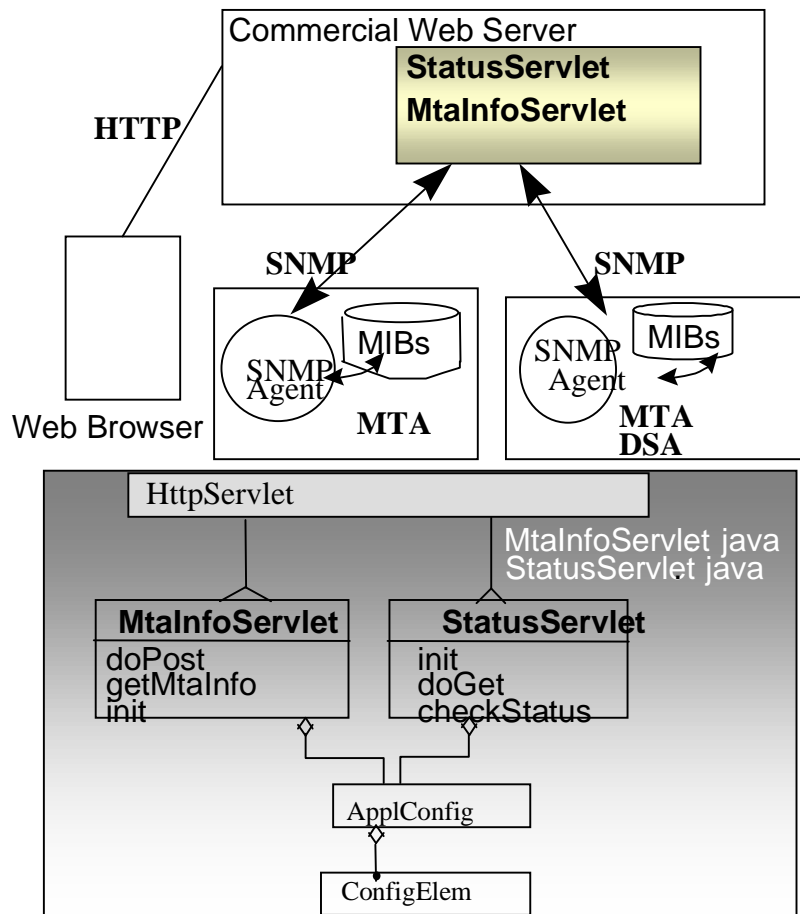 Commercial Web Server
StatusServlet
MtaInfoServlet
HTTP
SNMP
SNMP
SNMP
Agent
MIBs
MTA
SNMP
Agent
MIBs
MTA
DSA
Web Browser
HttpServlet
MtaInfoServlet java
StatusServlet java
MtaInfoServlet
doPost
getMtaInfo
init
StatusServlet
init
doGet
checkStatus
ApplConfig
ConfigElem